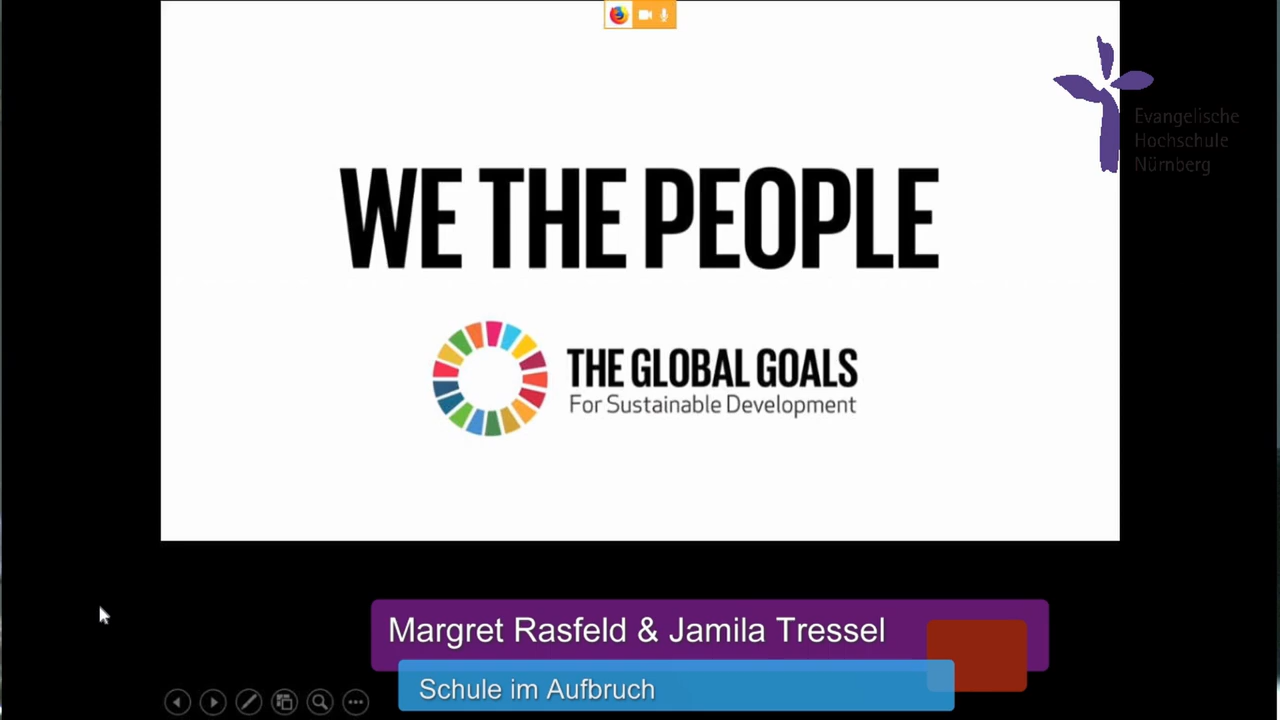 Evangelische
Hochschule
Nürnberg
WE THE PEOPLE
THE GLOBAL GOALS
For Sustainable Development
Margret Rasfeld & Jamila Tressel
Schule im Aufbruch